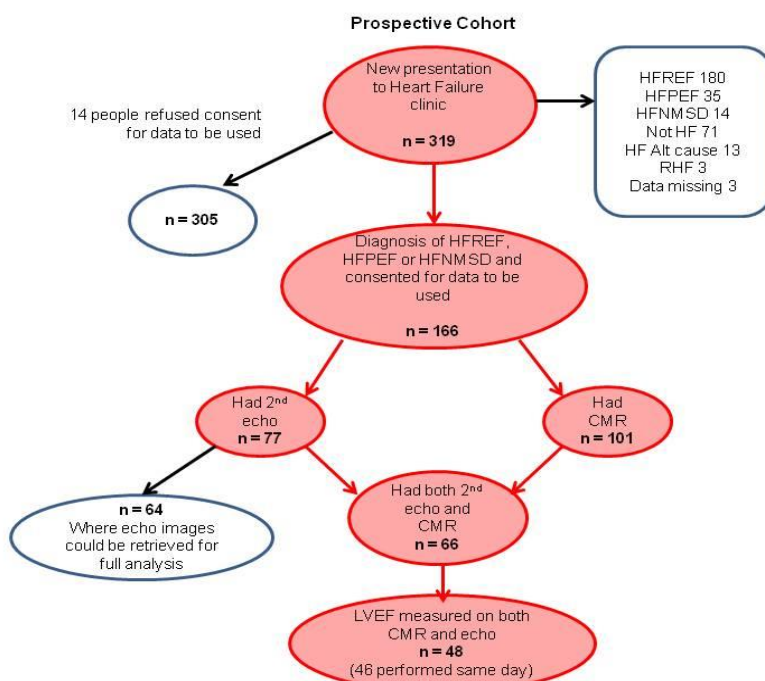 Prospective Cohort
New presentation
to Heart Failure
clinic
n = 319
14 people refused consent
for data to be used
HFREF 180
HFPEF 35
HFNMSD 14
Not HF 71
HF Alt cause 13
RHF 3
Data missing 3
n = 305
Diagnosis of HFREF,
HFPEF or HFNMSD and
consented for data to be
used
n = 166
Had 2nd
echo
n = 77
Had
CMR
n = 101
n = 64
Where echo images
could be retrieved for
full analysis
Had both 2nd
echo and
CMR
n = 66
LVEF measured on both
CMR and echo
n = 48
(46 performed same day)